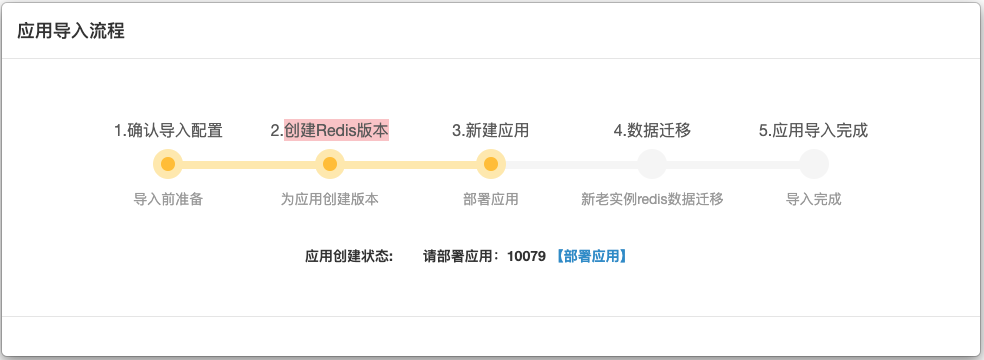 应用导入流程
1.确认导入配置 2.创建Redis版本 3.新建应用 4.数据迁移 5.应用导入完成
导入前准备 为应用创建版本 部署应用 新老实例redis数据迁移 导入完成
应用创建状态: 请部署应用：10079 【部署应用】